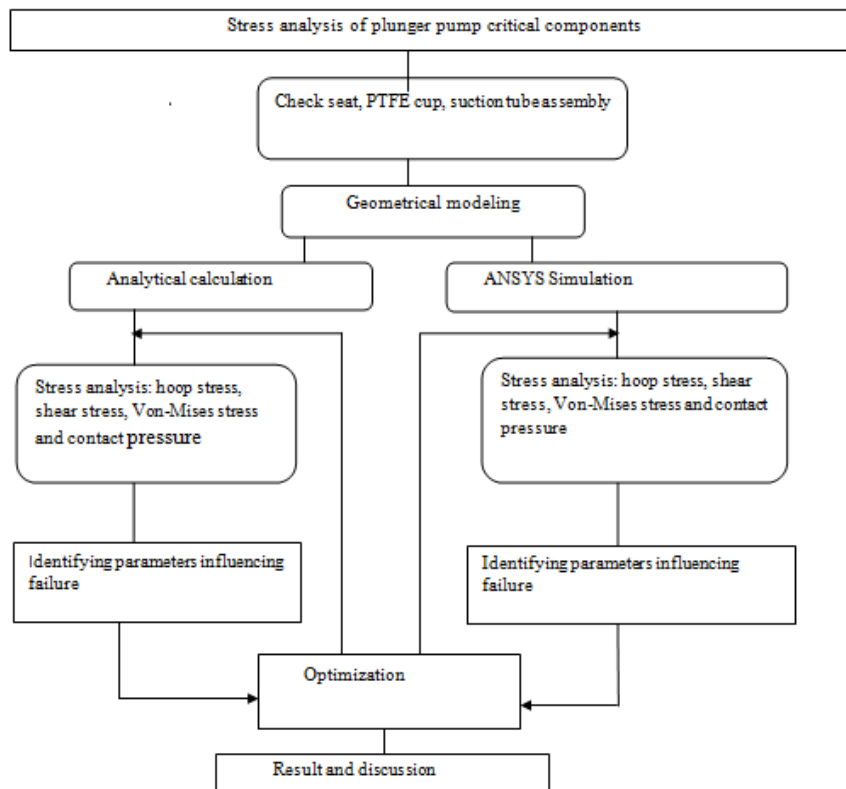 Stress analysis of plunger pump critical components
Check seat, PTFE cup, suction tube assembly
Geometrical modeling
Analytical calculation
ANSYS Simulation
Stress analysis: hoop stress,
shear stress, Von-Mises stress
and contact pressure
Stress analysis: hoop stress, shear
stress, Von-Mises stress and contact
pressure
Identifying parameters influencing
failure
Identifying parameters influencing
failure
Optimization
Result and discussion